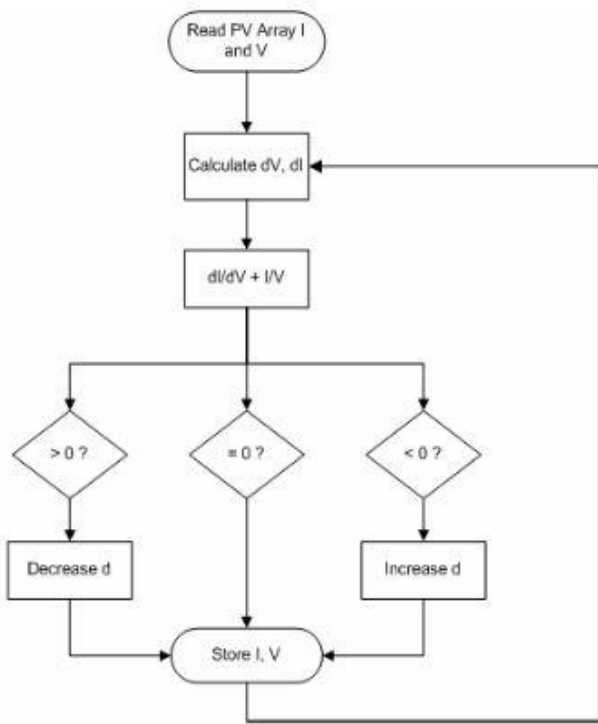 Read PV Array I
and V
Calculate dV, dI
dI/dV + I/V
> 0 ?
= 0 ?
< 0 ?
Decrease d
Increase d
Store I, V